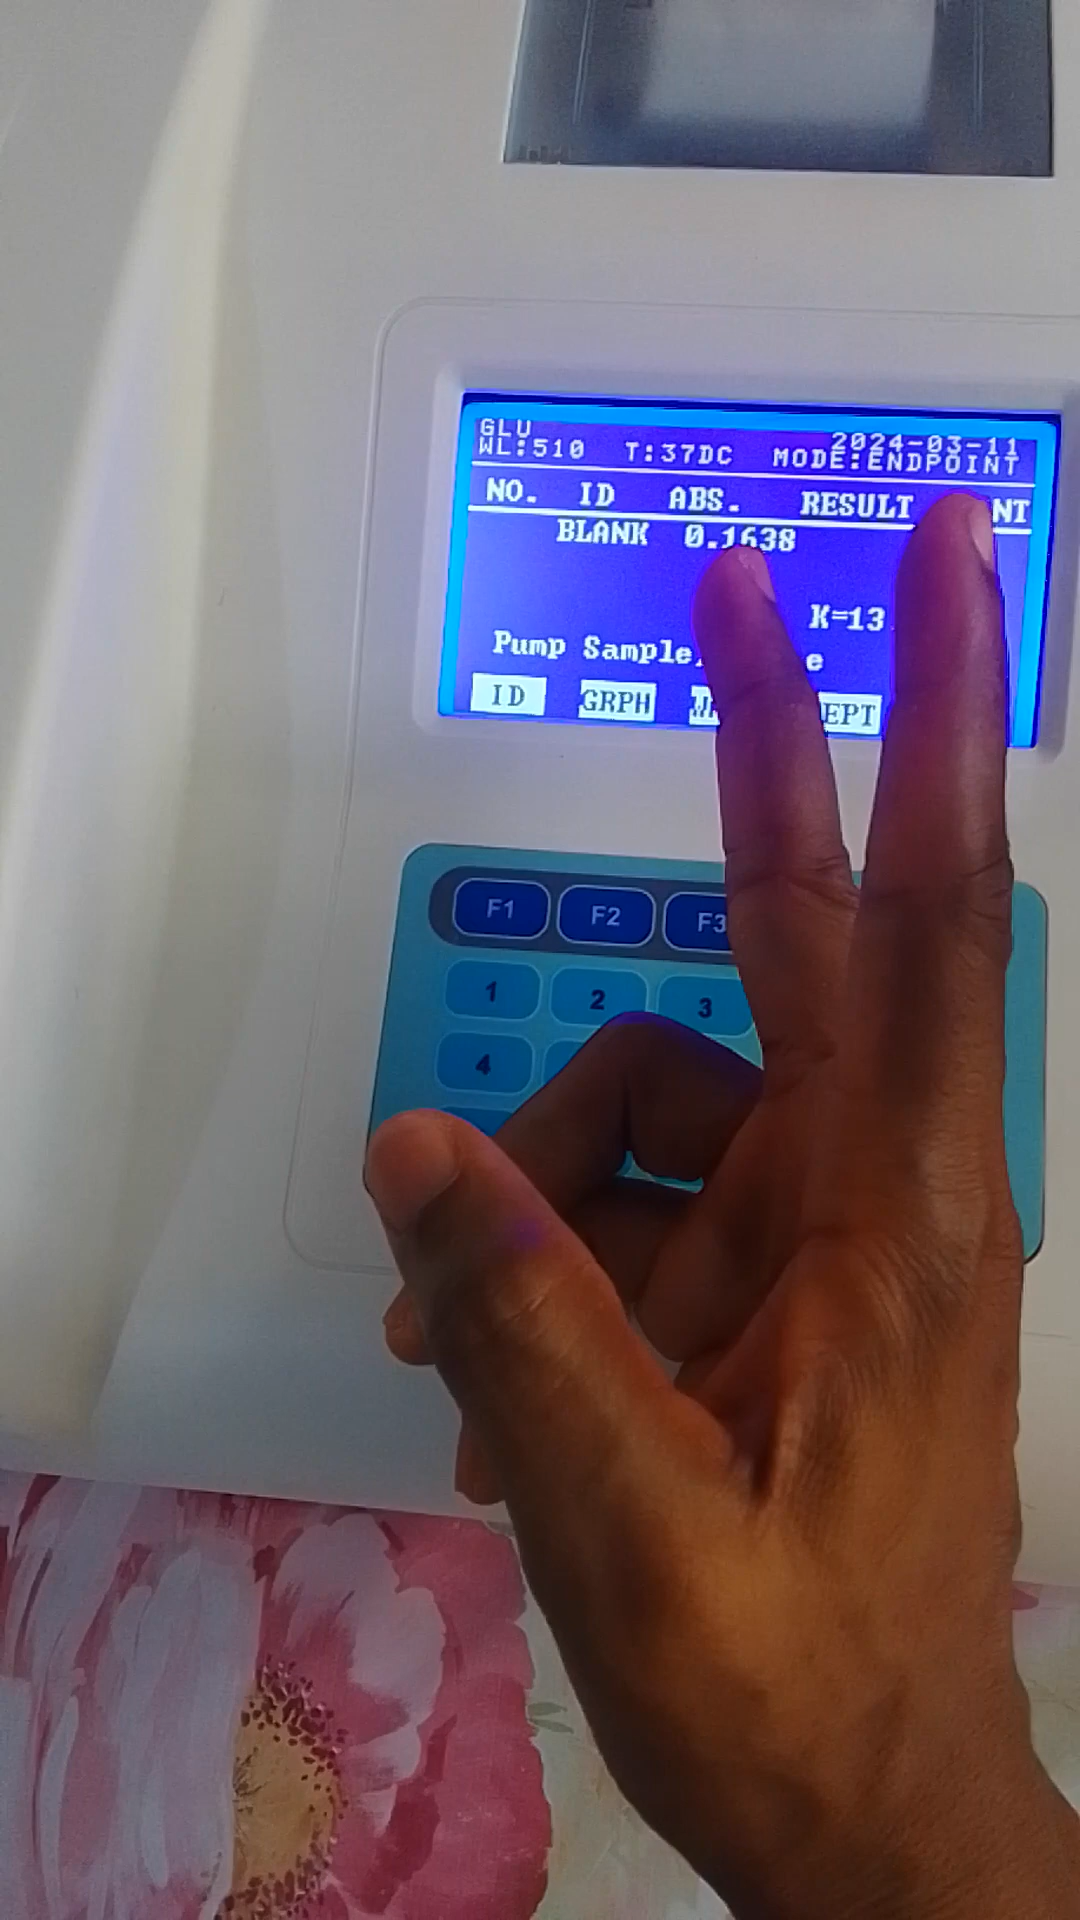 GLU 2024-03-11
WL:510 T:37DC MODE:ENDPOINT
NO. ID ABS. RESULT
BLANK 0.1638
K=13
Pump Sample
ID GRPH
F1 F2 F3
1 2 3
4